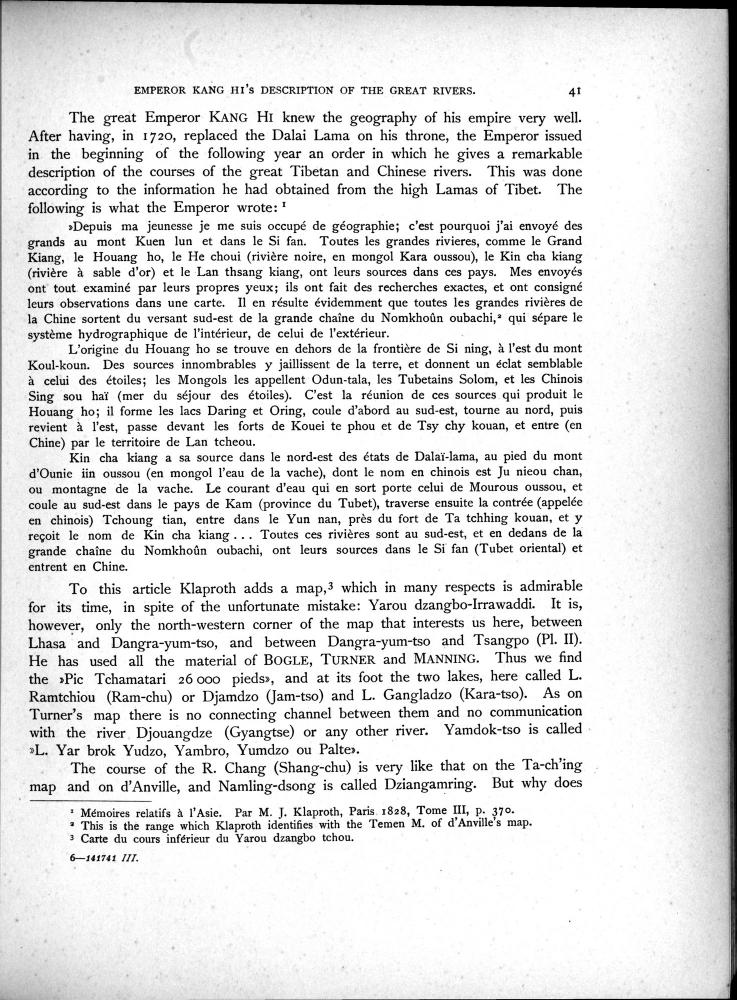 EMPEROR KANG HI'S DESCRIPTION OF THE GREAT RIVERS. 41
The great Emperor KANG HI knew the geography of his empire very well.
After having, in 1720, replaced the Dalai Lama on his throne, the Emperor issued
in the beginning of the following year an order in which he gives a remarkable
description of the courses of the great Tibetan and Chinese rivers. This was done
according to the information he had obtained from the high Lamas of Tibet. The
following is what the Emperor wrote: ¹
»Depuis ma jeunesse je me suis occupé de géographie; c'est pourquoi j'ai envoyé des
grands au mont Kuen lun et dans le Si fan. Toutes les grandes rivieres, comme le Grand
Kiang, le Houang ho, le He choui (rivière noire, en mongol Kara oussou), le Kin cha kiang
(rivière à sable d'or) et le Lan thsang kiang, ont leurs sources dans ces pays. Mes envoyés
ont tout examiné par leurs propres yeux; ils ont fait des recherches exactes, et ont consigné
leurs observations dans une carte. Il en résulte évidemment que toutes les grandes rivières de
la Chine sortent du versant sud-est de la grande chaîne du Nomkhoûn oubachi,² qui sépare le
système hydrographique de l'intérieur, de celui de l'extérieur.
L'origine du Houang ho se trouve en dehors de la frontière de Si ning, à l'est du mont
Koul-koun. Des sources innombrables y jaillissent de la terre, et donnent un éclat semblable
à celui des étoiles; les Mongols les appellent Odun-tala, les Tubetains Solom, et les Chinois
Sing sou haï (mer du séjour des étoiles). C'est la réunion de ces sources qui produit le
Houang ho; il forme les lacs Daring et Oring, coule d'abord au sud-est, tourne au nord, puis
revient à l'est, passe devant les forts de Kouei te phou et de Tsy chy kouan, et entre (en
Chine) par le territoire de Lan tcheou.
Kin cha kiang a sa source dans le nord-est des états de Dalaï-lama, au pied du mont
d'Ounie iin oussou (en mongol l'eau de la vache), dont le nom en chinois est Ju nieou chan,
ou montagne de la vache. Le courant d'eau qui en sort porte celui de Mourous oussou, et
coule au sud-est dans le pays de Kam (province du Tubet), traverse ensuite la contrée (appelée
en chinois) Tchoung tian, entre dans le Yun nan, près du fort de Ta tchhing kouan, et y
reçoit le nom de Kin cha kiang ... Toutes ces rivières sont au sud-est, et en dedans de la
grande chaîne du Nomkhoûn oubachi, ont leurs sources dans le Si fan (Tubet oriental) et
entrent en Chine.
To this article Klaproth adds a map,³ which in many respects is admirable
for its time, in spite of the unfortunate mistake: Yarou dzangbo-Irrawaddi. It is,
however, only the north-western corner of the map that interests us here, between
Lhasa and Dangra-yum-tso, and between Dangra-yum-tso and Tsangpo (Pl. II).
He has used all the material of BOGLE, TURNER and MANNING. Thus we find
the »Pic Tchamatari 26 000 pieds», and at its foot the two lakes, here called L.
Ramtchiou (Ram-chu) or Djamdzo (Jam-tso) and L. Gangladzo (Kara-tso). As on
Turner's map there is no connecting channel between them and no communication
with the river Djouangdze (Gyangtse) or any other river. Yamdok-tso is called
»L. Yar brok Yudzo, Yambro, Yumdzo ou Palte».
The course of the R. Chang (Shang-chu) is very like that on the Ta-ch'ing
map and on d'Anville, and Namling-dsong is called Dziangamring. But why does
¹ Mémoires relatifs à l'Asie. Par M. J. Klaproth, Paris 1828, Tome III, p. 370.
² This is the range which Klaproth identifies with the Temen M. of d'Anville's map.
³ Carte du cours inférieur du Yarou dzangbo tchou.
6—141741 III.